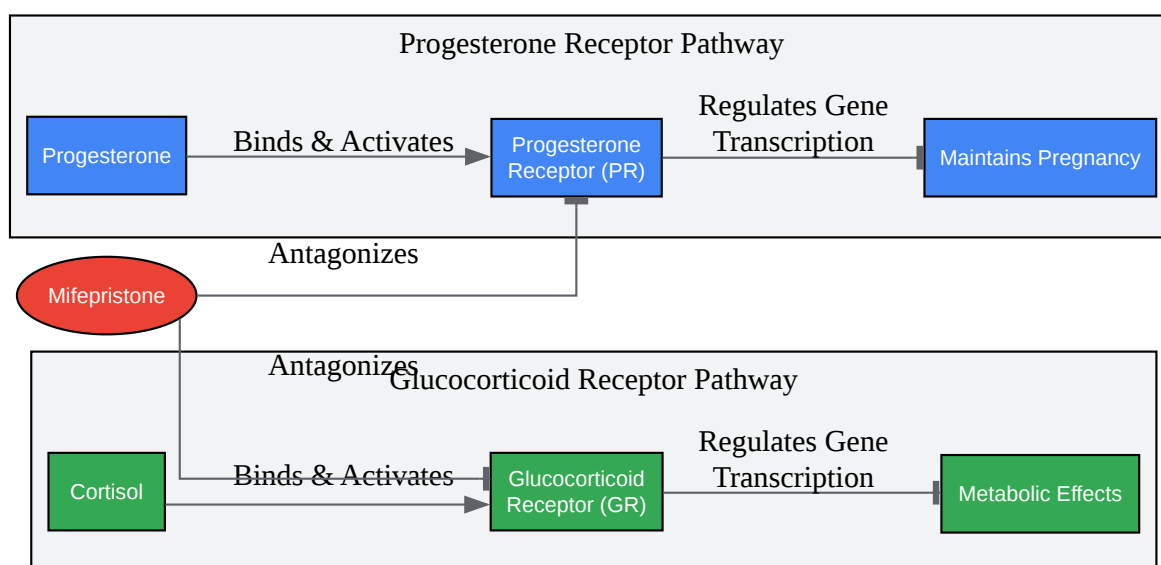 Progesterone Receptor Pathway
Progesterone
Binds & Activates
Progesterone
Receptor (PR)
Regulates Gene
Transcription
Maintains Pregnancy
Antagonizes
Mifepristone
Antagonizes
Glucocorticoid Receptor Pathway
Cortisol
Binds & Activates
Glucocorticoid
Receptor (GR)
Regulates Gene
Transcription
Metabolic Effects